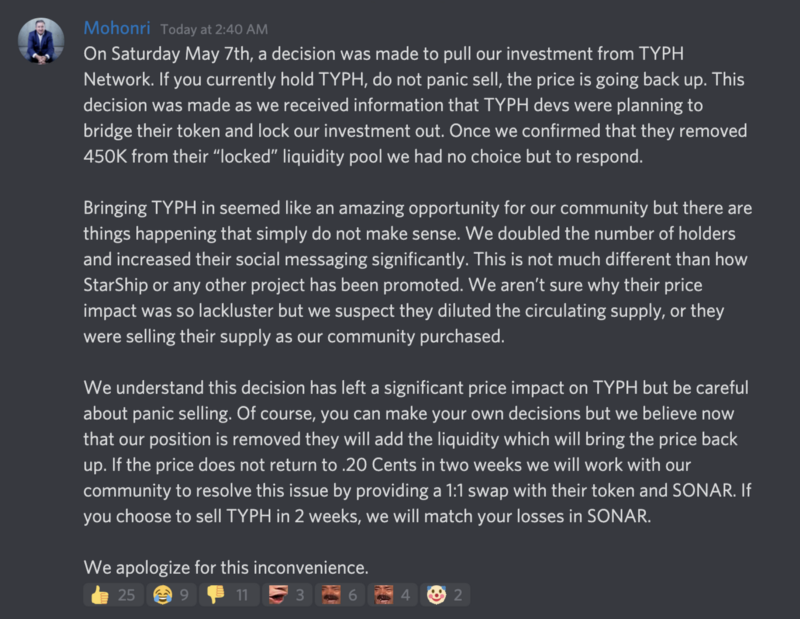 Mohonri Today at 2:40 AM
On Saturday May 7th, a decision was made to pull our investment from TYPH
Network. If you currently hold TYPH, do not panic sell, the price is going back up. This
decision was made as we received information that TYPH devs were planning to
bridge their token and lock our investment out. Once we confirmed that they removed
450K from their “locked” liquidity pool we had no choice but to respond.
Bringing TYPH in seemed like an amazing opportunity for our community but there are
things happening that simply do not make sense. We doubled the number of holders
and increased their social messaging significantly. This is not much different than how
StarShip or any other project has been promoted. We aren’t sure why their price
impact was so lackluster but we suspect they diluted the circulating supply, or they
were selling their supply as our community purchased.
We understand this decision has left a significant price impact on TYPH but be careful
about panic selling. Of course, you can make your own decisions but we believe now
that our position is removed they will add the liquidity which will bring the price back
up. If the price does not return to .20 Cents in two weeks we will work with our
community to resolve this issue by providing a 1:1 swap with their token and SONAR. If
you choose to sell TYPH in 2 weeks, we will match your losses in SONAR.
We apologize for this inconvenience.
25 9 11 3 6 4 2